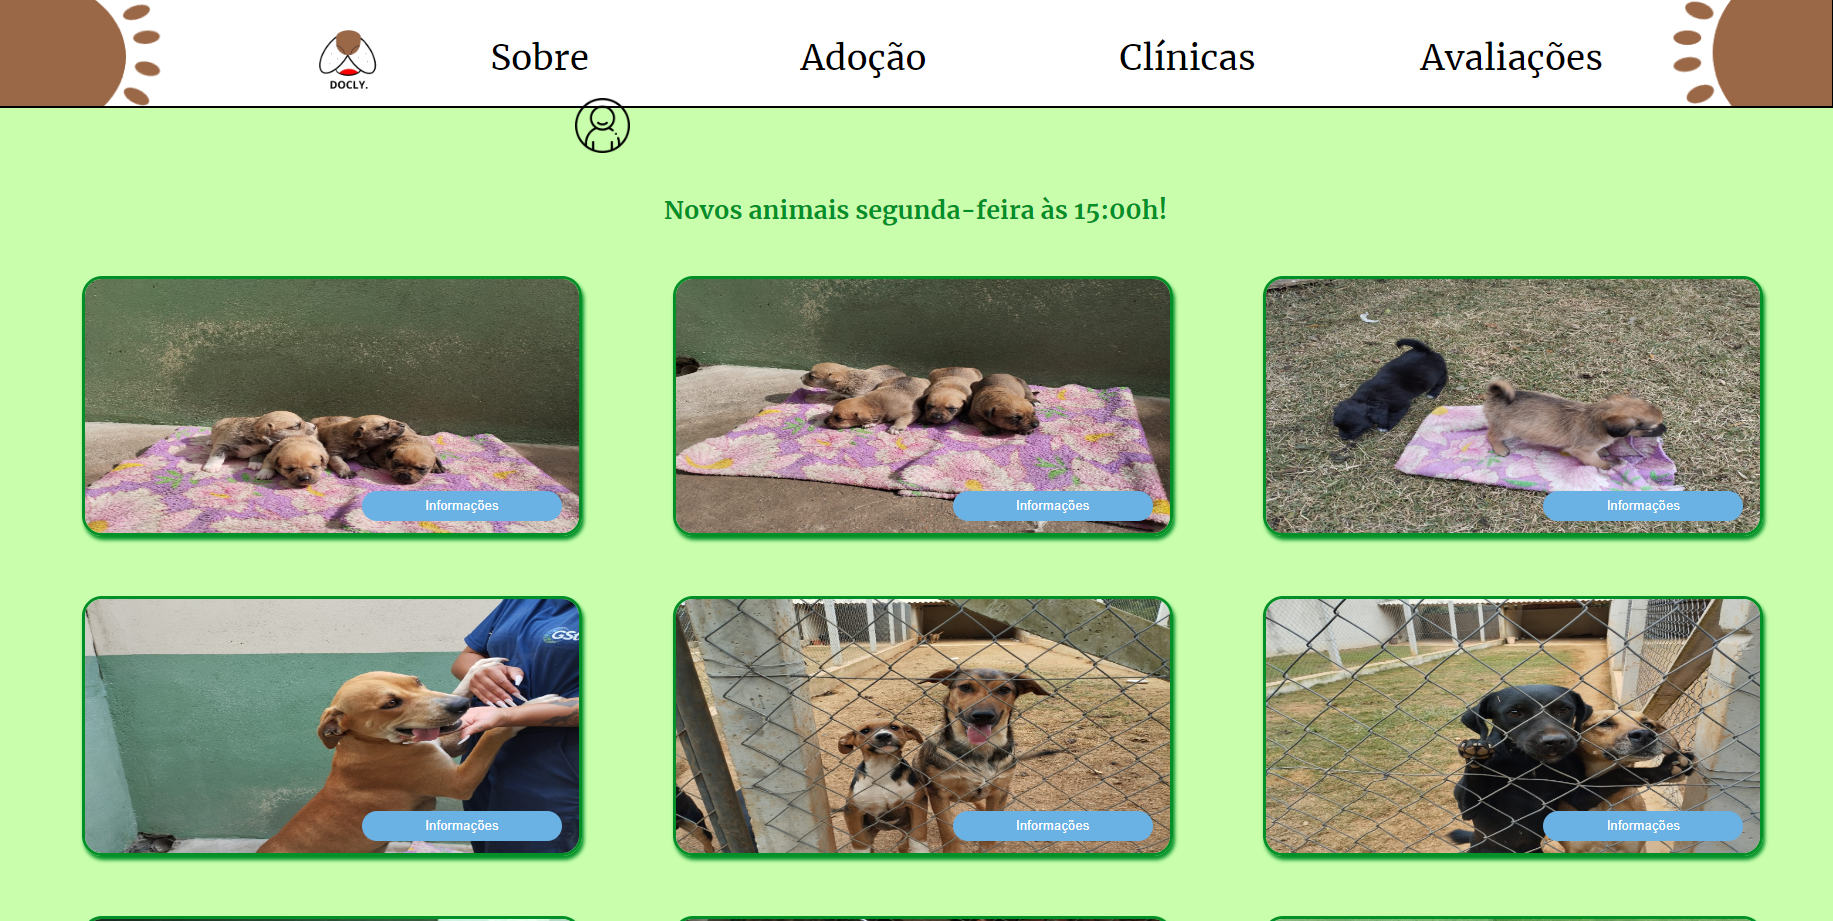 DOCLY.
Sobre
Adoção
Clínicas
Avaliações
Novos animais segunda-feira às 15:00h!
Informações
Informações
Informações
GS
Informações
Informações
Informações